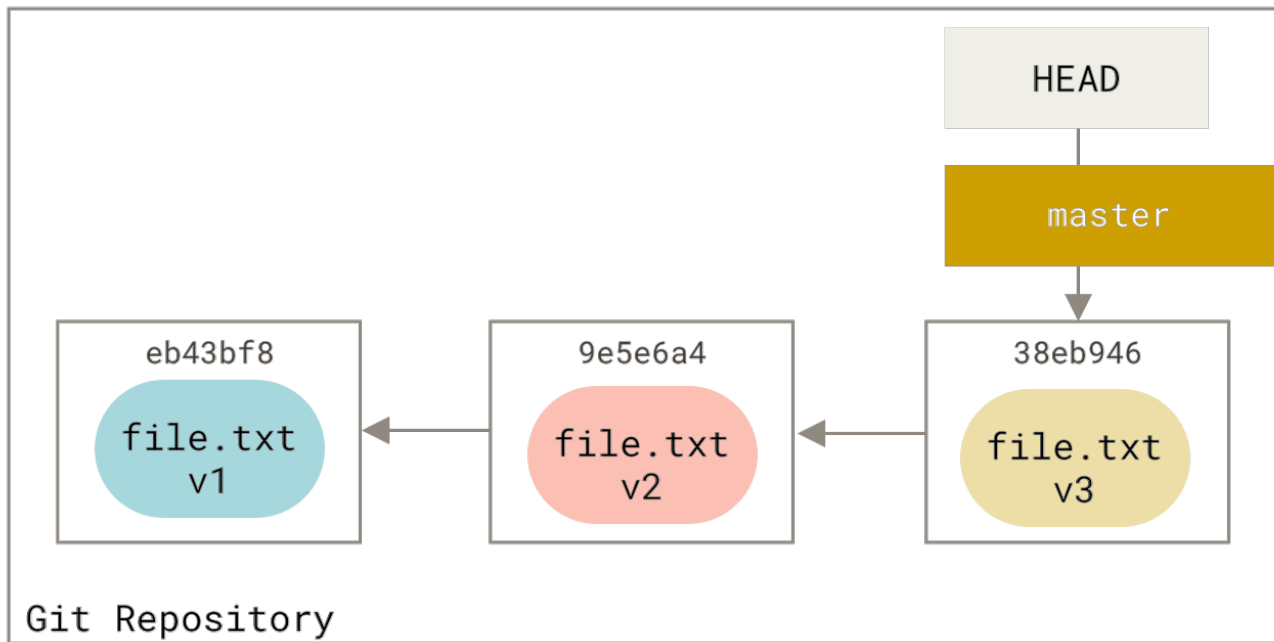 HEAD
master
eb43bf8
9e5e6a4
38eb946
file.txt
v1
file.txt
v2
file.txt
v3
Git Repository